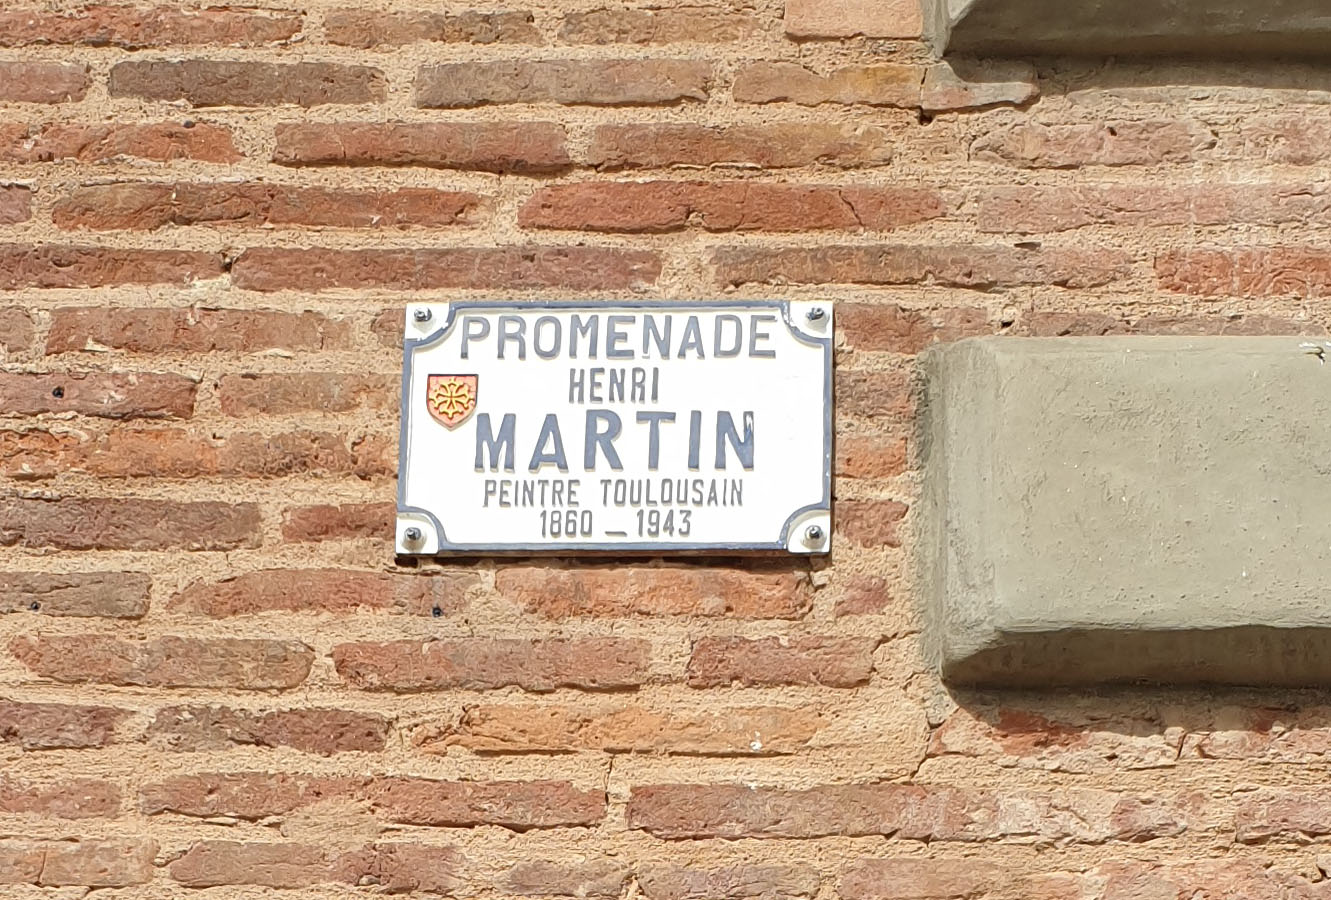 PROMENADE
HENRI
MARTIN
PEINTRE TOULOUSAIN
1860 _ 1943